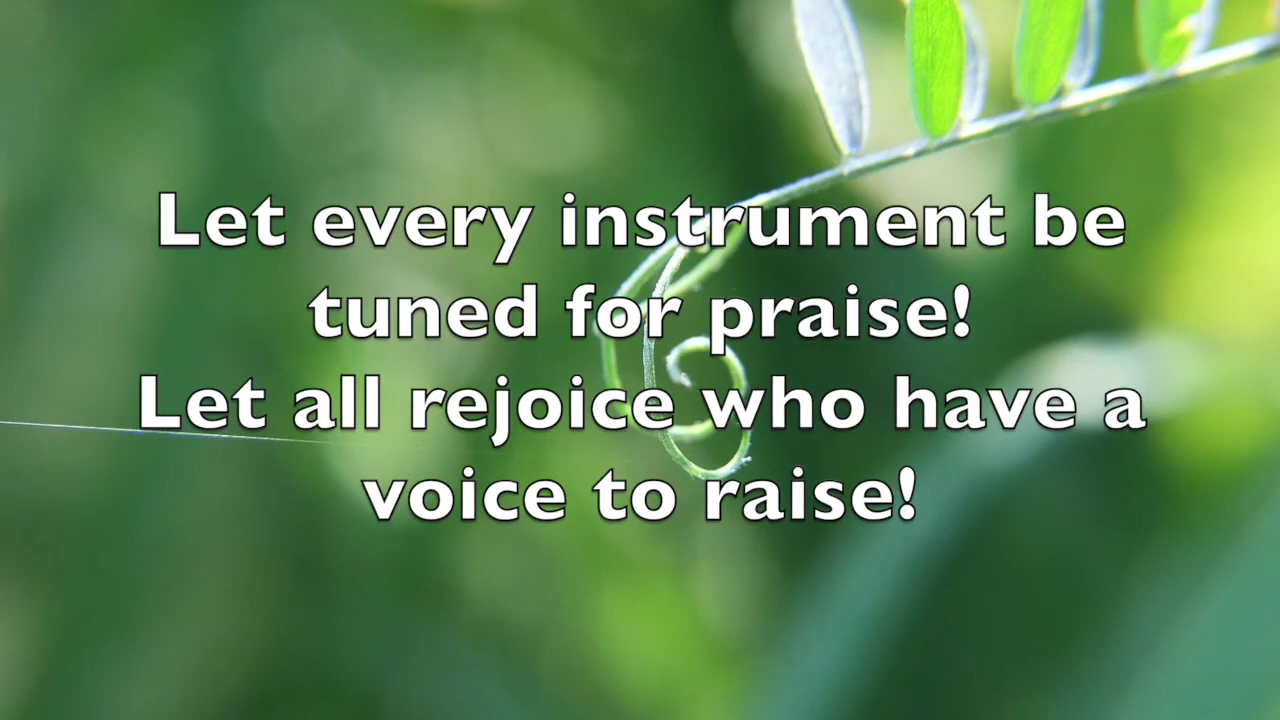 Let every instrument be
tuned for praise!
Let all rejoice who have a
voice to raise!